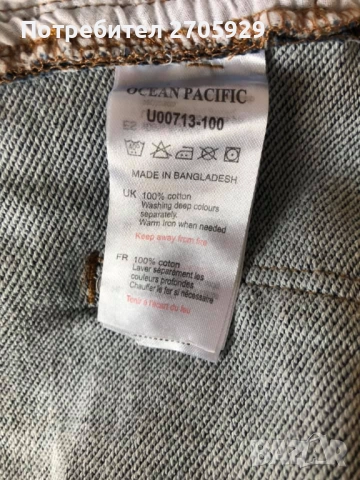 Потребител 2705929
OCEAN PACIFIC
U00713-100
MADE IN BANGLADESH
UK 100% cotton
Washing deep colours
separately.
Warm iron when needed
Keep away from fire
FR 100% cotton
Laver séparément les
couleurs profondes.
Chauffer le fer si nécessaire
Tenir à l'écart du feu